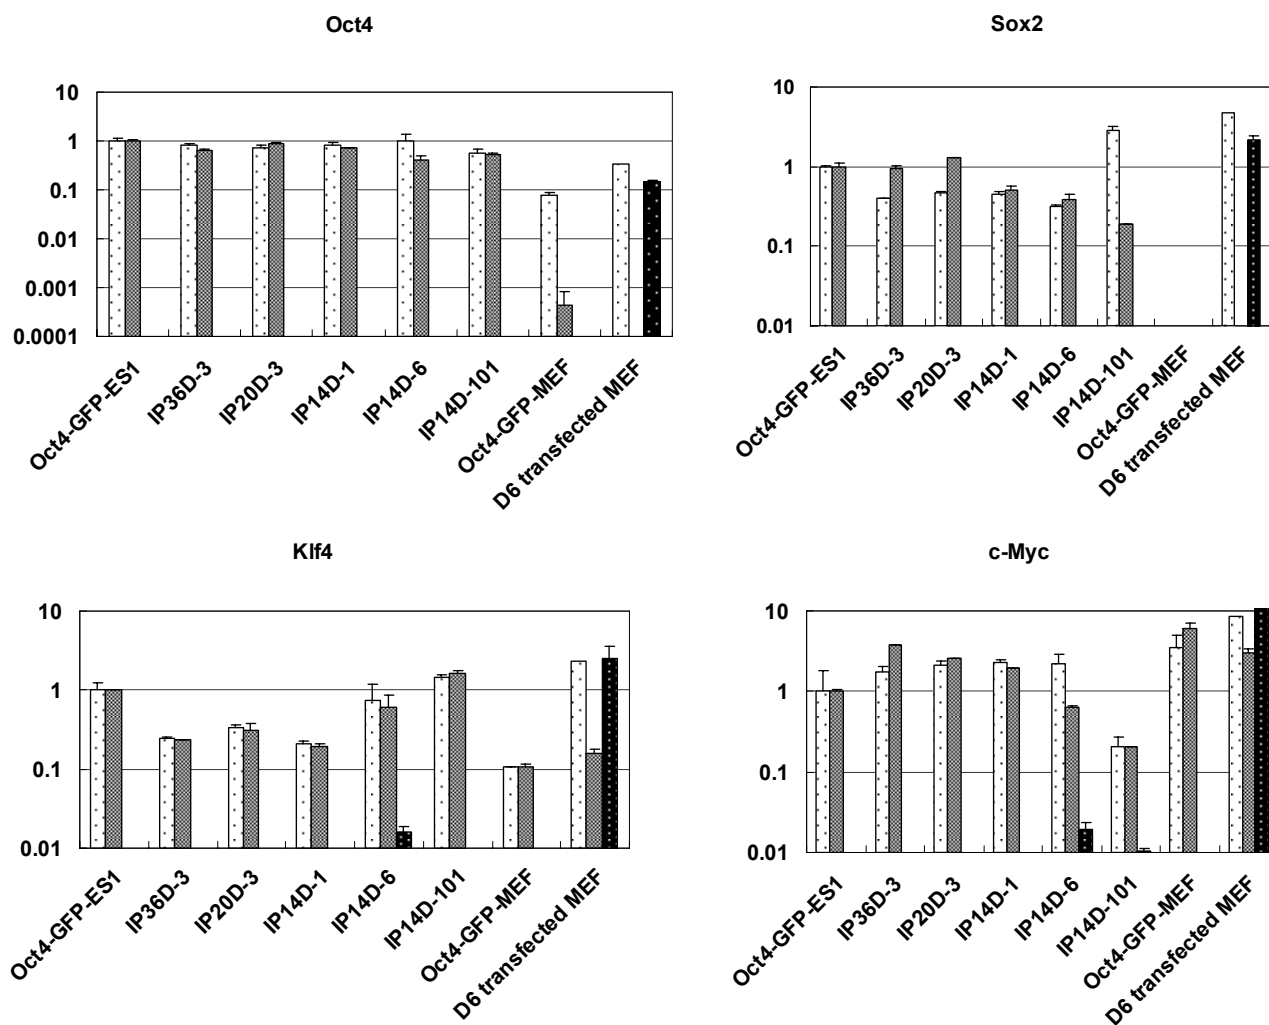 Oct4
10
1
0.1
0.01
0.001
0.0001
Oct4-GFP-ES1
IP36D-3
IP20D-3
IP14D-1
IP14D-6
IP14D-101
Oct4-GFP-MEF
D6 transfected MEF
Sox2
10
1
0.1
0.01
Oct4-GFP-ES1
IP36D-3
IP20D-3
IP14D-1
IP14D-6
IP14D-101
Oct4-GFP-MEF
D6 transfected MEF
Klf4
10
1
0.1
0.01
Oct4-GFP-ES1
IP36D-3
IP20D-3
IP14D-1
IP14D-6
IP14D-101
Oct4-GFP-MEF
D6 transfected MEF
c-Myc
10
1
0.1
0.01
Oct4-GFP-ES1
IP36D-3
IP20D-3
IP14D-1
IP14D-6
IP14D-101
Oct4-GFP-MEF
D6 transfected MEF